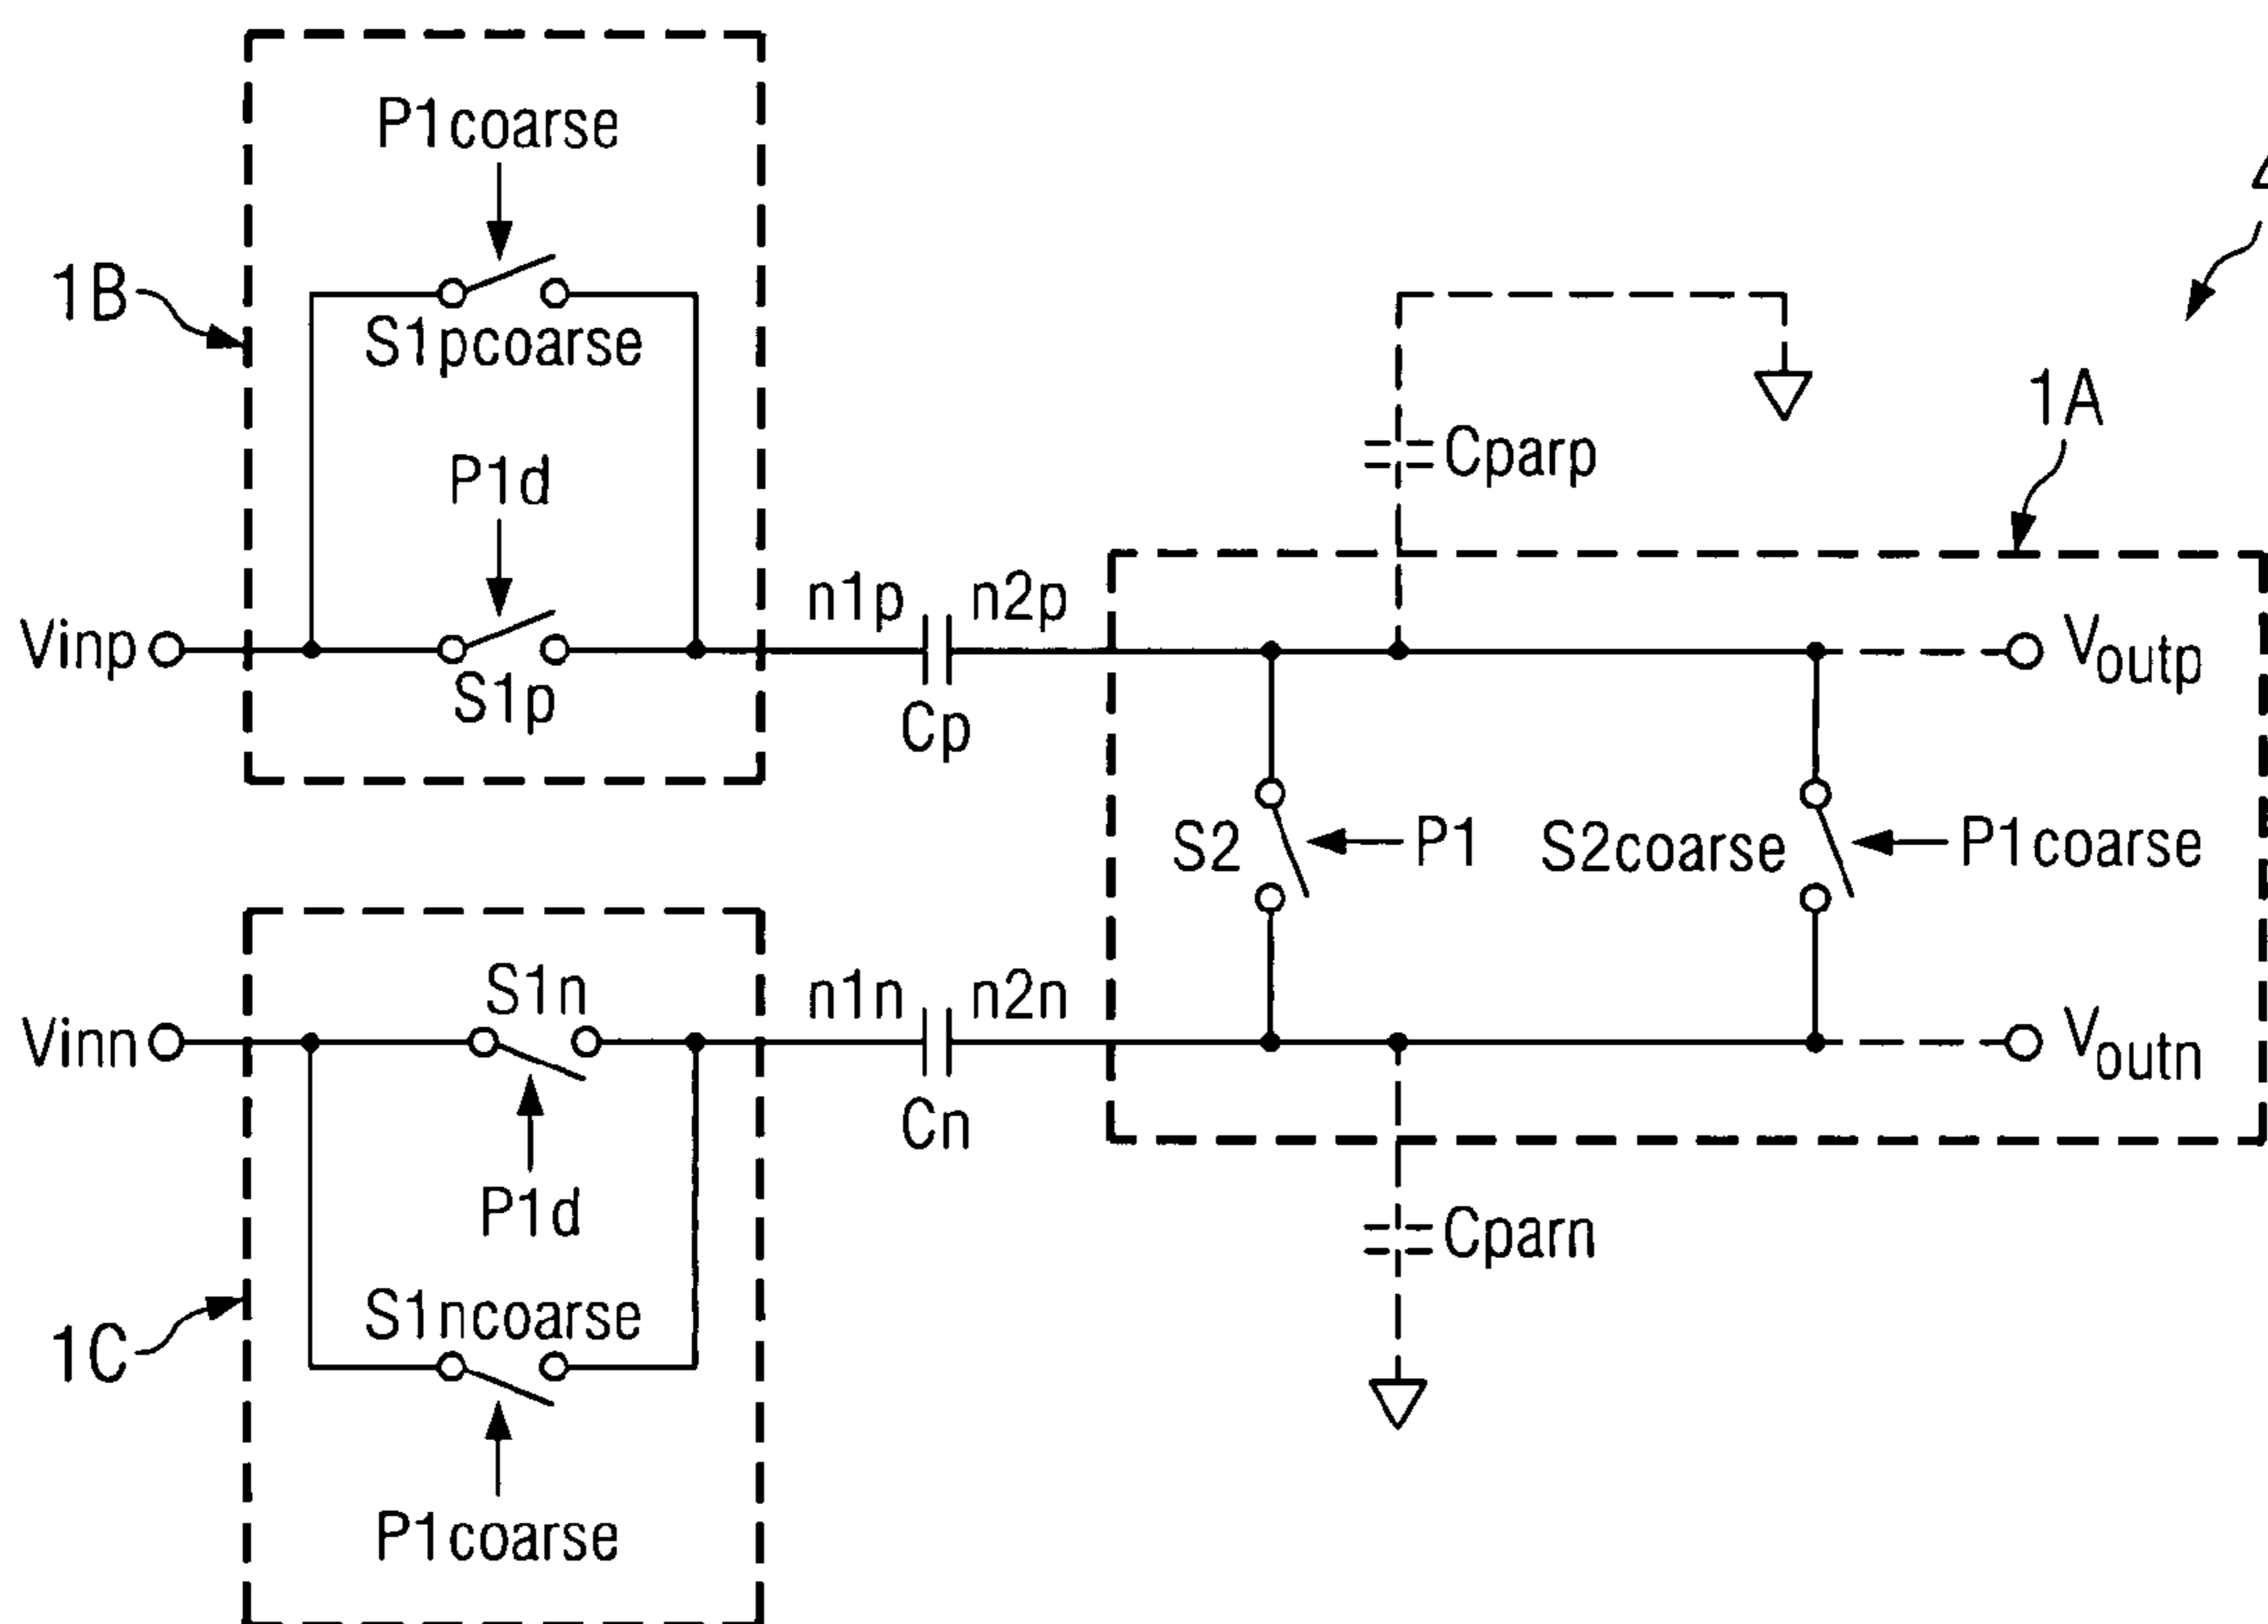 P1coarse
1B
S1pcoarse
P1d
Vinp
S1p
n1p
n2p
Cp
Cparp
1A
Voutp
S2
P1
S2coarse
P1coarse
Vinn
S1n
n1n
n2n
Cn
Voutn
P1d
Cparn
S1ncoarse
1C
P1coarse